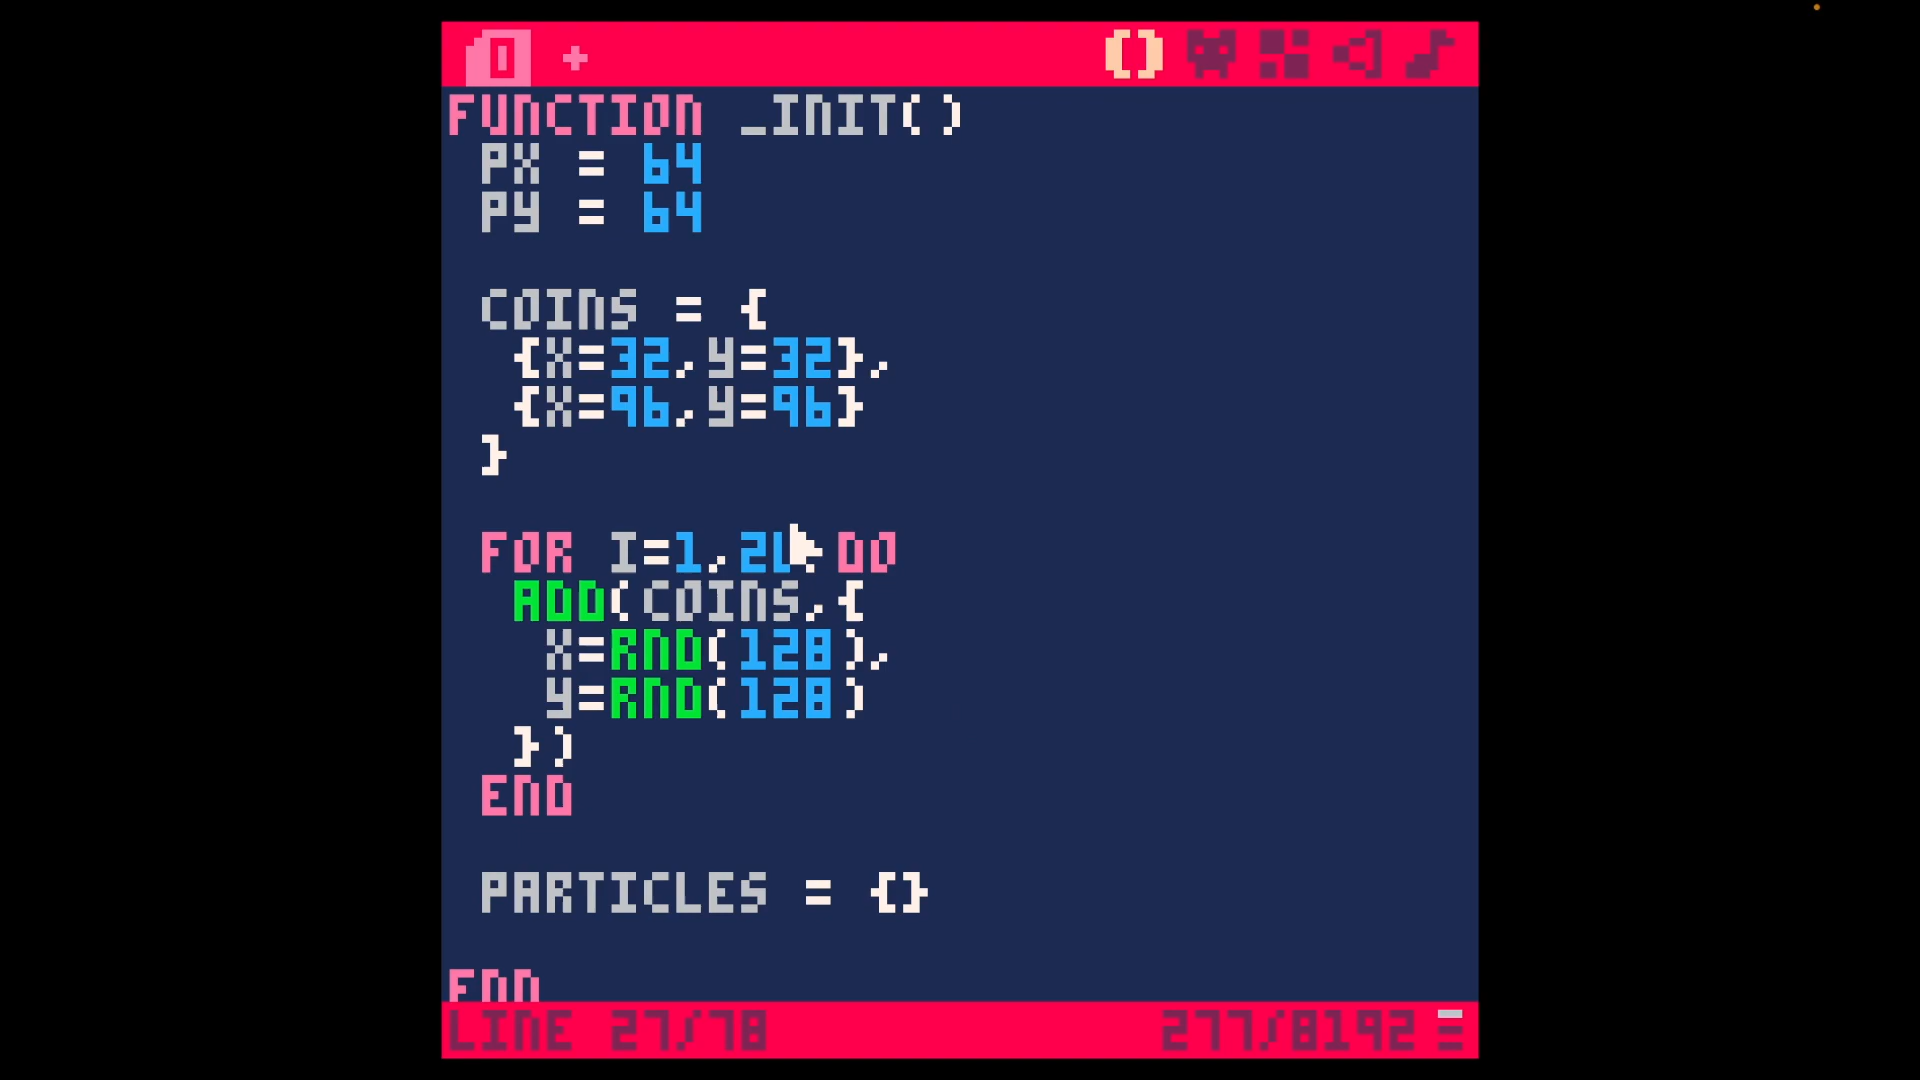 0 +
FUNCTION _INIT()
PX = 64
PY = 64
COINS = {
{X=32,Y=32},
{X=96,Y=96}
}
FOR I=1, DO
ADD(COINS,{
X=RND(128),
Y=RND(128)
})
END
PARTICLES = {}
END
LINE 27/78
277/8192